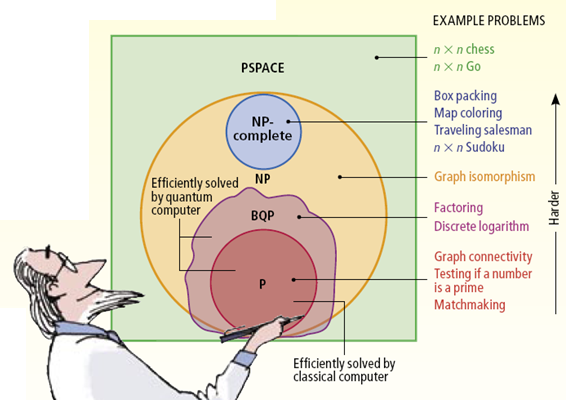 EXAMPLE PROBLEMS
n × n chess
n × n Go
PSPACE
Box packing
Map coloring
Traveling salesman
n × n Sudoku
NP-
complete
NP
Graph isomorphism
Efficiently solved
by quantum
computer
BQP
Factoring
Discrete logarithm
Harder
P
Graph connectivity
Testing if a number
is a prime
Matchmaking
Efficiently solved by
classical computer